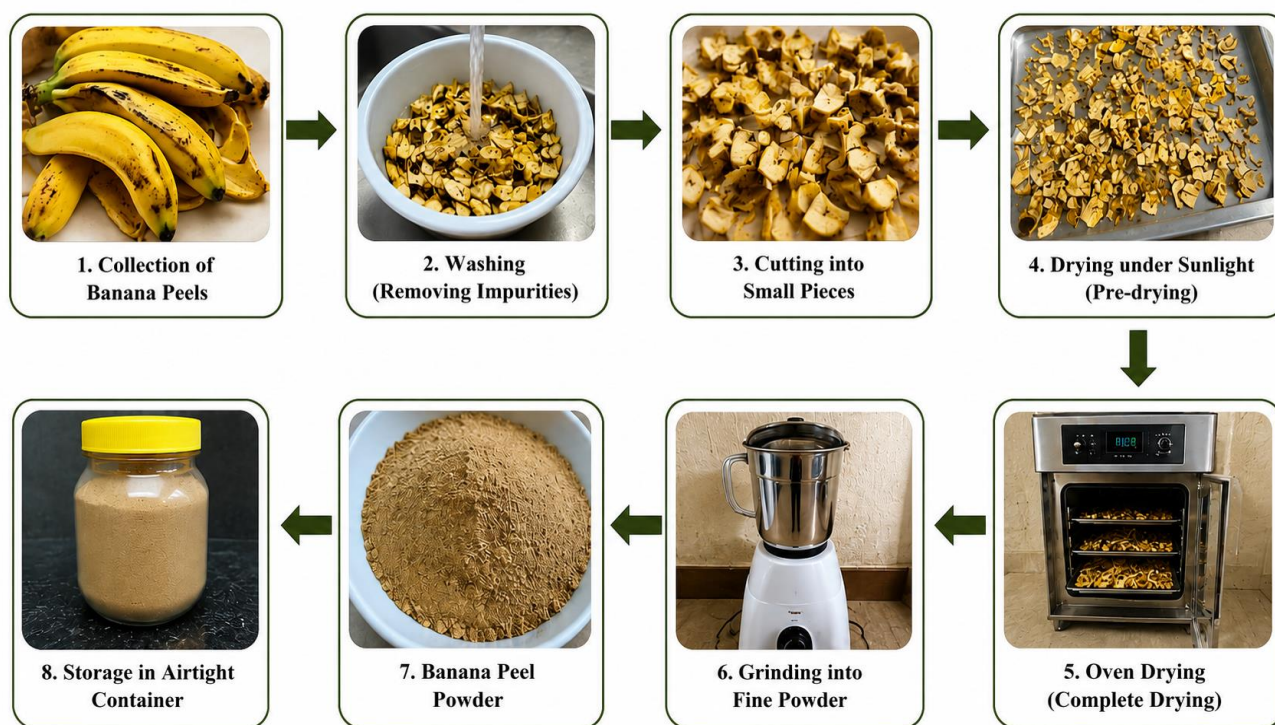 1. Collection of
Banana Peels
2. Washing
(Removing Impurities)
3. Cutting into
Small Pieces
4. Drying under Sunlight
(Pre-drying)
5. Oven Drying
(Complete Drying)
6. Grinding into
Fine Powder
7. Banana Peel
Powder
8. Storage in Airtight
Container